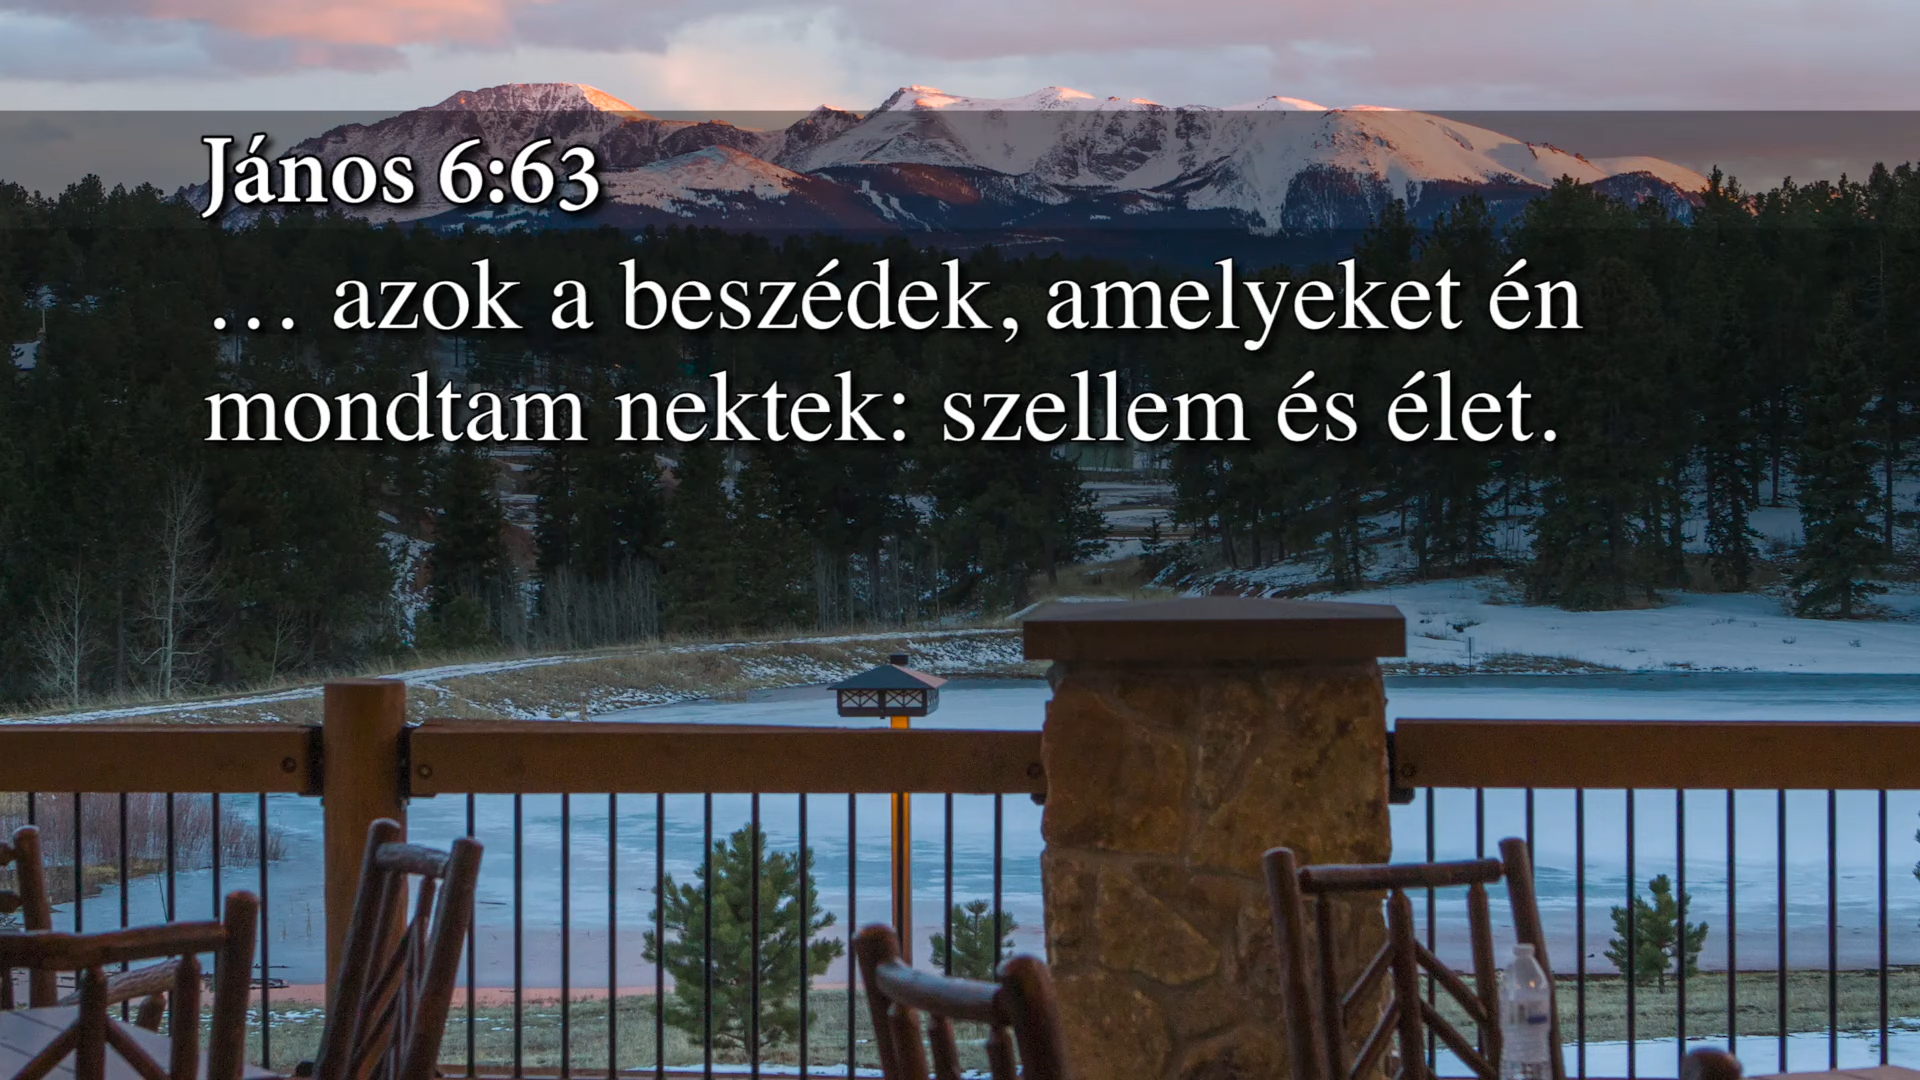 János 6:63
… azok a beszédek, amelyeket én
mondtam nektek: szellem és élet.